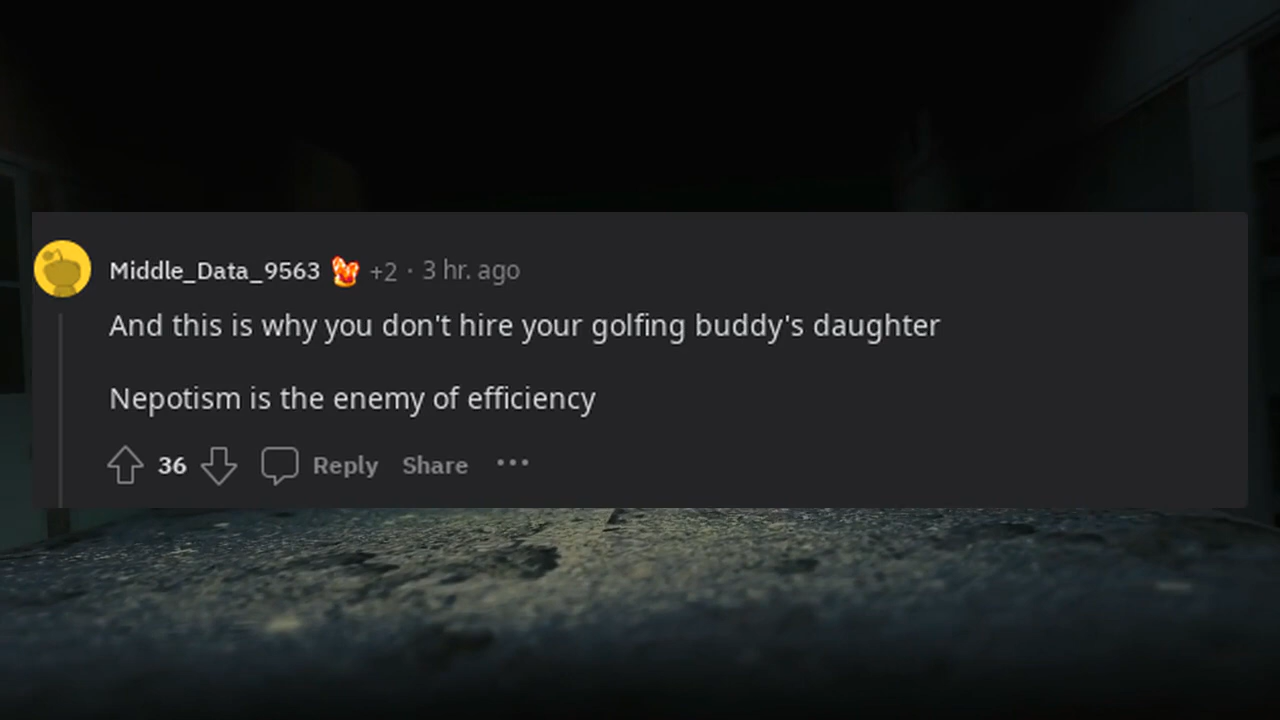 Middle_Data_9563 +2 · 3 hr. ago
And this is why you don't hire your golfing buddy's daughter
Nepotism is the enemy of efficiency
36 Reply Share ···